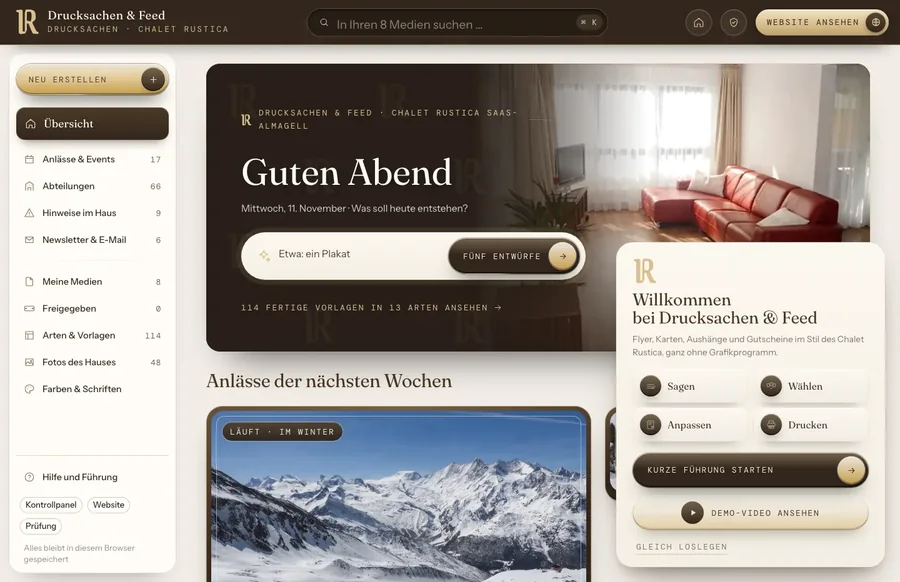 Drucksachen & Feed
DRUCKSACHEN · CHALET RUSTICA
In Ihren 8 Medien suchen ...
⌘ K
WEBSITE ANSEHEN
NEU ERSTELLEN
Übersicht
Anlässe & Events 17
Abteilungen 66
Hinweise im Haus 9
Newsletter & E-Mail 6
Meine Medien 8
Freigegeben 0
Arten & Vorlagen 114
Fotos des Hauses 48
Farben & Schriften
Hilfe und Führung
Kontrollpanel
Website
Prüfung
Alles bleibt in diesem Browser
gespeichert
DRUCKSACHEN & FEED · CHALET RUSTICA SAAS-
ALMAGELL
Guten Abend
Mittwoch, 11. November · Was soll heute entstehen?
Etwa: ein Plakat
FÜNF ENTWÜRFE →
114 FERTIGE VORLAGEN IN 13 ARTEN ANSEHEN →
Anlässe der nächsten Wochen
LÄUFT · IM WINTER
Willkommen
bei Drucksachen & Feed
Flyer, Karten, Aushänge und Gutscheine im Stil des Chalet
Rustica, ganz ohne Grafikprogramm.
Sagen
Wählen
Anpassen
Drucken
KURZE FÜHRUNG STARTEN →
DEMO-VIDEO ANSEHEN
GLEICH LOSLEGEN